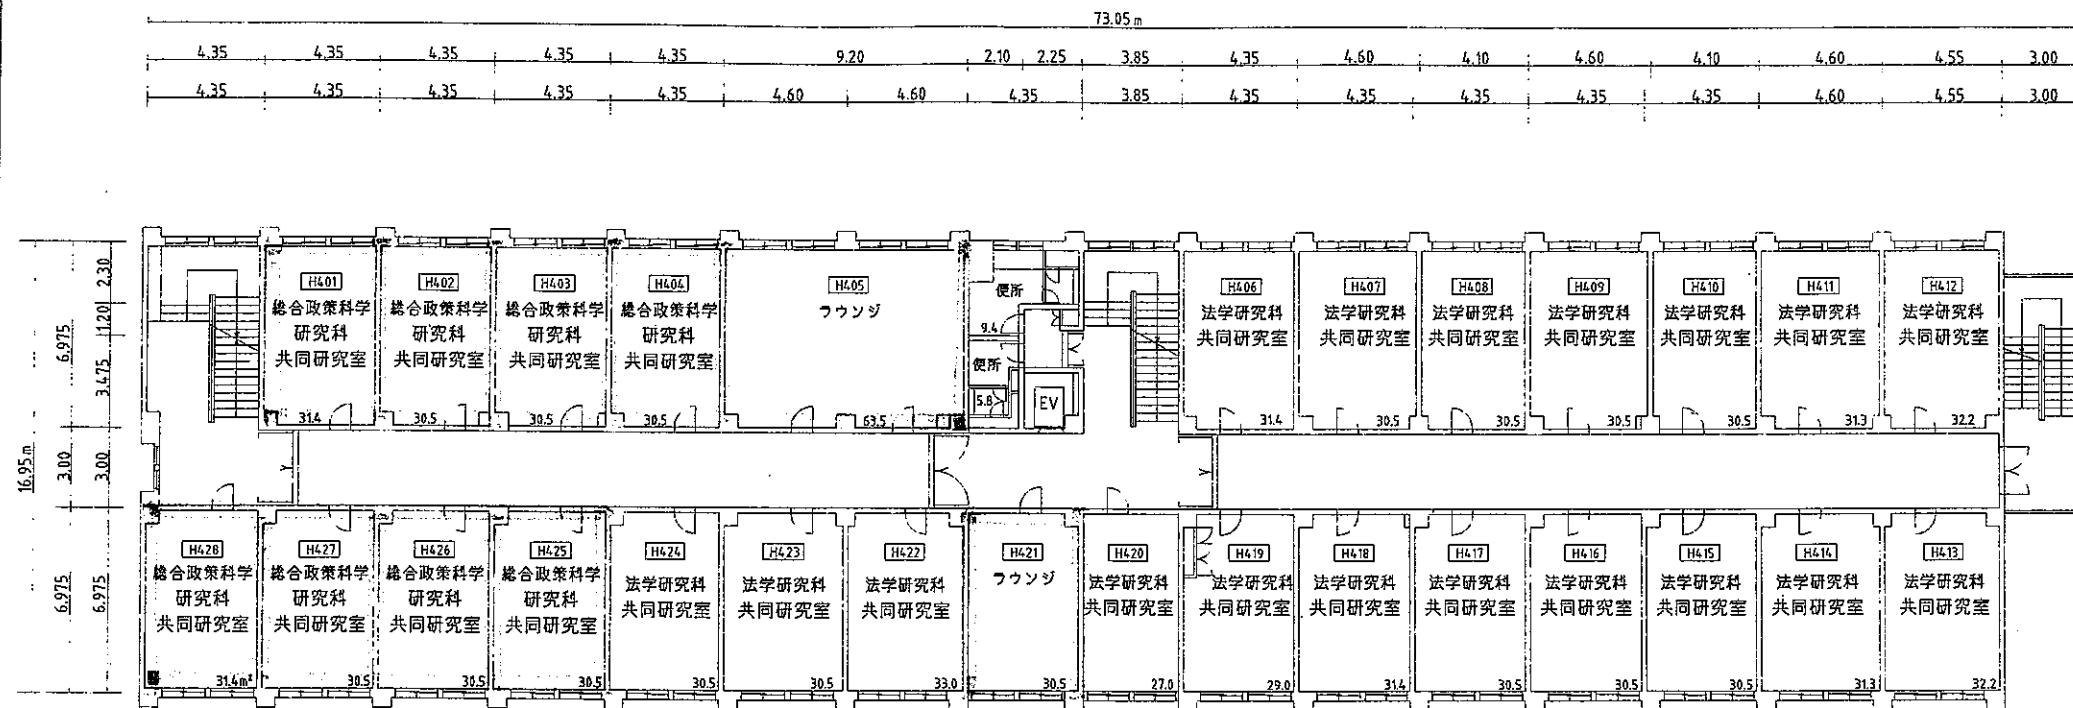 73.05m
4.35 4.35 4.35 4.35 4.35 9.20 2.10 2.25 3.85 4.35 4.60 4.10 4.60 4.10 4.60 4.55 3.00
4.35 4.35 4.35 4.35 4.35 4.60 4.60 4.35 3.85 4.35 4.35 4.35 4.35 4.35 4.60 4.55 3.00
16.95m
6.975
3.00
6.975
2.30
1.20
3.475
3.00
6.975
H401
総合政策科学
研究科
共同研究室
31.4
H402
総合政策科学
研究科
共同研究室
30.5
H403
総合政策科学
研究科
共同研究室
30.5
H404
総合政策科学
研究科
共同研究室
30.5
H405
ラウンジ
63.5
便所
9.4
便所
5.8
EV
H406
法学研究科
共同研究室
31.4
H407
法学研究科
共同研究室
30.5
H408
法学研究科
共同研究室
30.5
H409
法学研究科
共同研究室
30.5
H410
法学研究科
共同研究室
30.5
H411
法学研究科
共同研究室
31.3
H412
法学研究科
共同研究室
32.2
H428
総合政策科学
研究科
共同研究室
31.4m²
H427
総合政策科学
研究科
共同研究室
30.5
H426
総合政策科学
研究科
共同研究室
30.5
H425
総合政策科学
研究科
共同研究室
30.5
H424
法学研究科
共同研究室
30.5
H423
法学研究科
共同研究室
30.5
H422
法学研究科
共同研究室
33.0
H421
ラウンジ
30.5
H420
法学研究科
共同研究室
27.0
H419
法学研究科
共同研究室
29.0
H418
法学研究科
共同研究室
31.4
H417
法学研究科
共同研究室
30.5
H416
法学研究科
共同研究室
30.5
H415
法学研究科
共同研究室
30.5
H414
法学研究科
共同研究室
31.3
H413
法学研究科
共同研究室
32.2